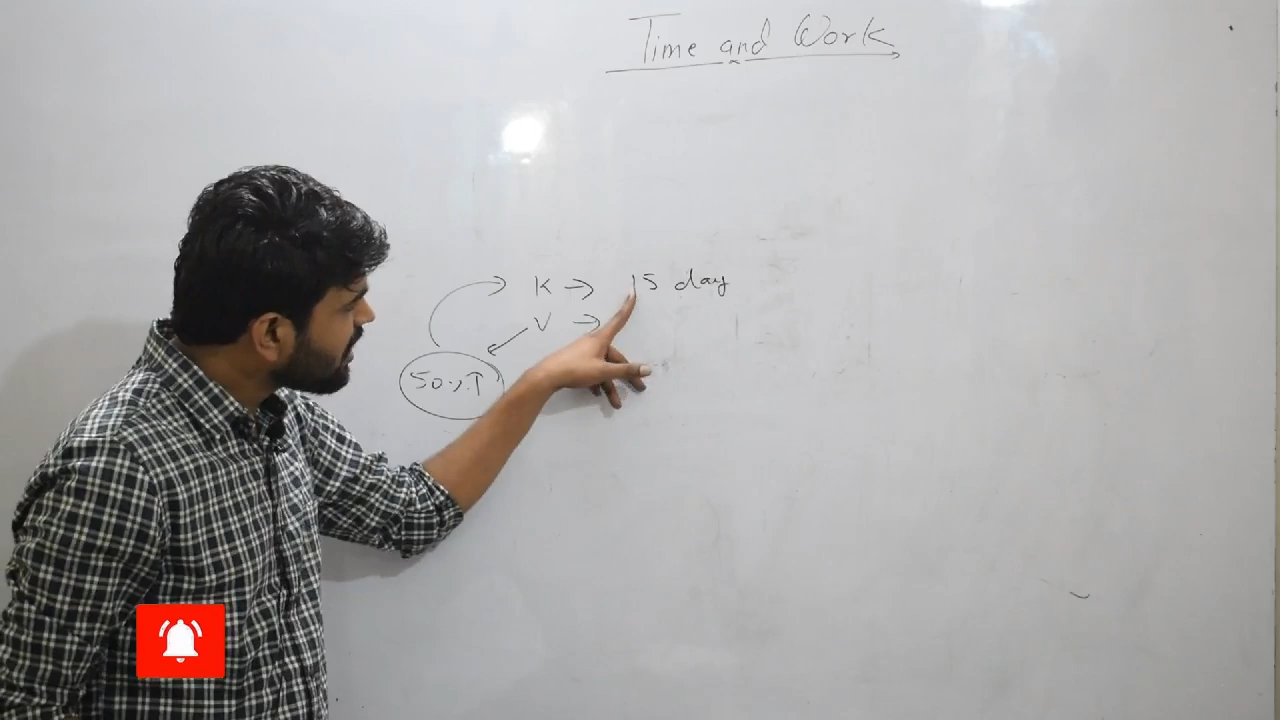 Time and Work
K → 15 day
V →
50% ↑